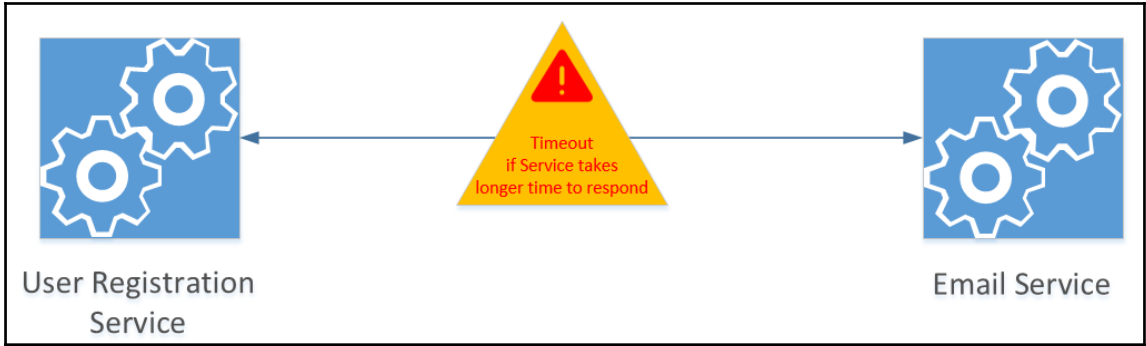 Timeout
if Service takes
longer time to respond
User Registration
Service
Email Service